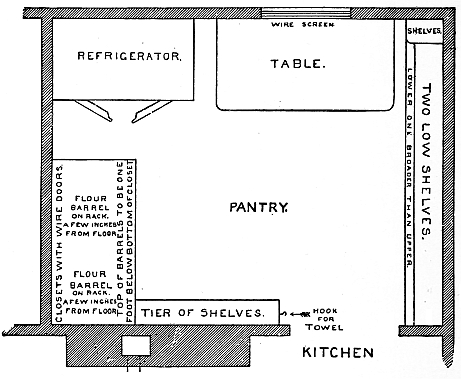 WIRE SCREEN
SHELVES.
REFRIGERATOR.
TABLE.
TWO LOW SHELVES.
LOWER ONE BROADER THAN UPPER.
CLOSETS WITH WIRE DOORS.
FLOUR
BARREL
ON RACK.
A FEW INCHES
FROM FLOOR.
TOP OF BARRELS TO BE ONE
FOOT BELOW BOTTOM OF CLOSET
PANTRY.
FLOUR
BARREL
ON RACK.
A FEW INCHES
FROM FLOOR
TIER OF SHELVES.
HOOK
FOR
TOWEL
KITCHEN